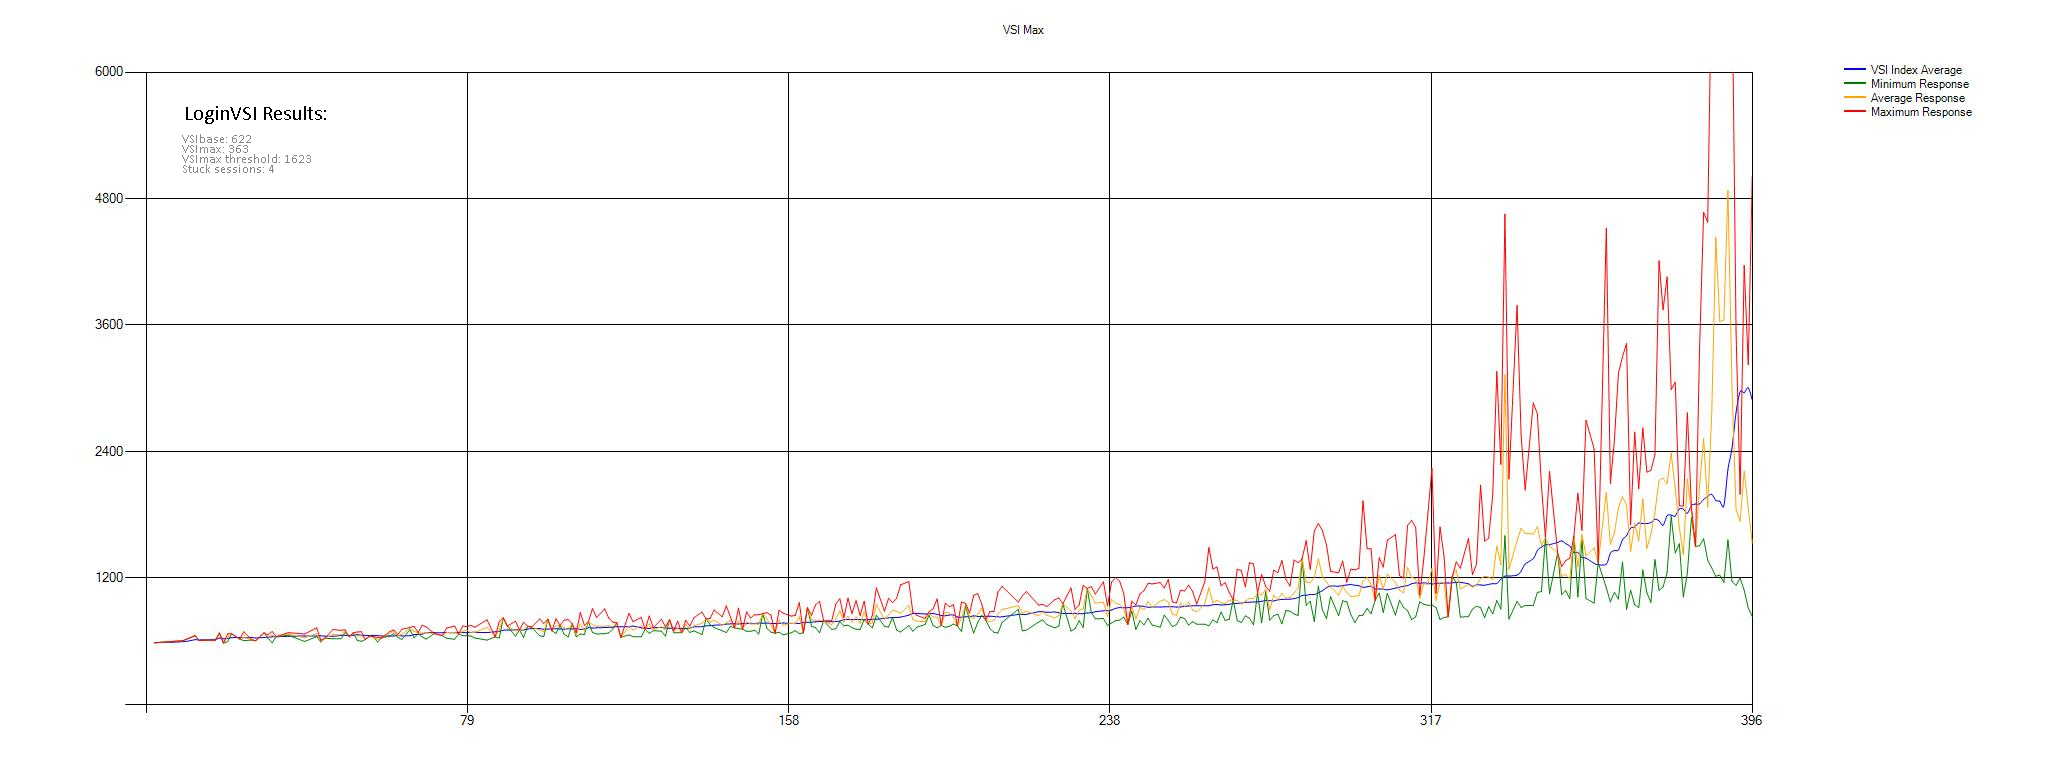 VSI Max
6000
4800
3600
2400
1200
LoginVSI Results:
VSIbase: 622
VSImax: 363
VSImax threshold: 1623
Stuck sessions: 4
79
158
238
317
396
VSI Index Average
Minimum Response
Average Response
Maximum Response